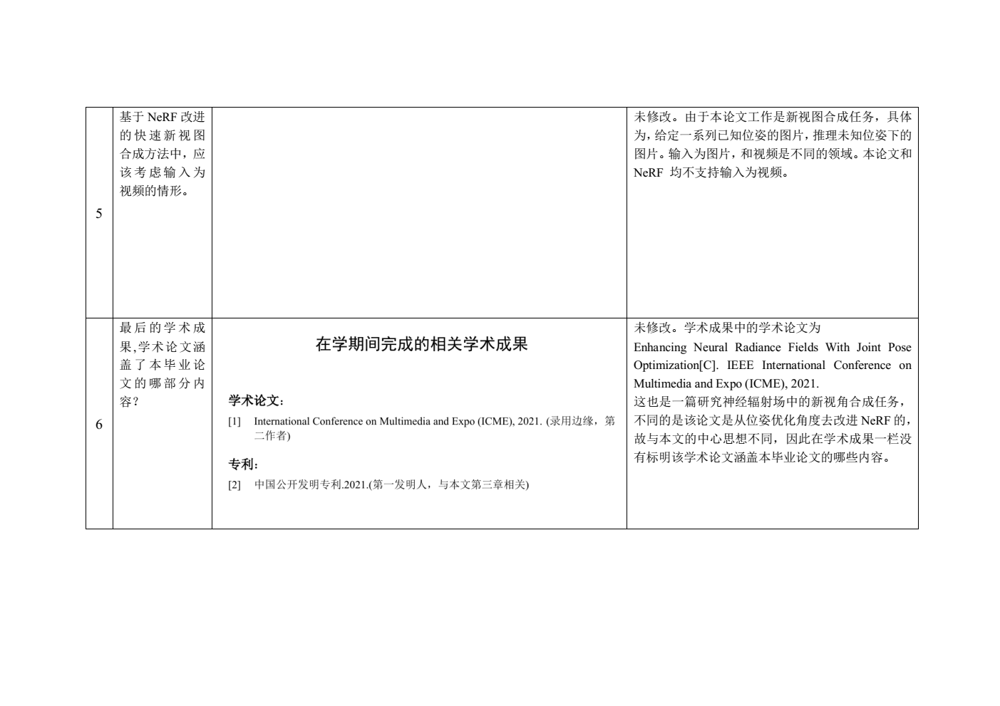 5
基于 NeRF 改进
的快速新视图
合成方法中，应
该考虑输入为
视频的情形。
未修改。由于本论文工作是新视图合成任务，具体
为，给定一系列已知位姿的图片，推理未知位姿下的
图片。输入为图片，和视频是不同的领域。本论文和
NeRF 均不支持输入为视频。
6
最后的学术成
果,学术论文涵
盖了本毕业论
文的哪部分内
容？
在学期间完成的相关学术成果
学术论文：
[1] International Conference on Multimedia and Expo (ICME), 2021. (录用边缘，第
二作者)
专利：
[2] 中国公开发明专利.2021.(第一发明人，与本文第三章相关)
未修改。学术成果中的学术论文为
Enhancing Neural Radiance Fields With Joint Pose
Optimization[C]. IEEE International Conference on
Multimedia and Expo (ICME), 2021.
这也是一篇研究神经辐射场中的新视角合成任务，
不同的是该论文是从位姿优化角度去改进 NeRF 的，
故与本文的中心思想不同，因此在学术成果一栏没
有标明该学术论文涵盖本毕业论文的哪些内容。